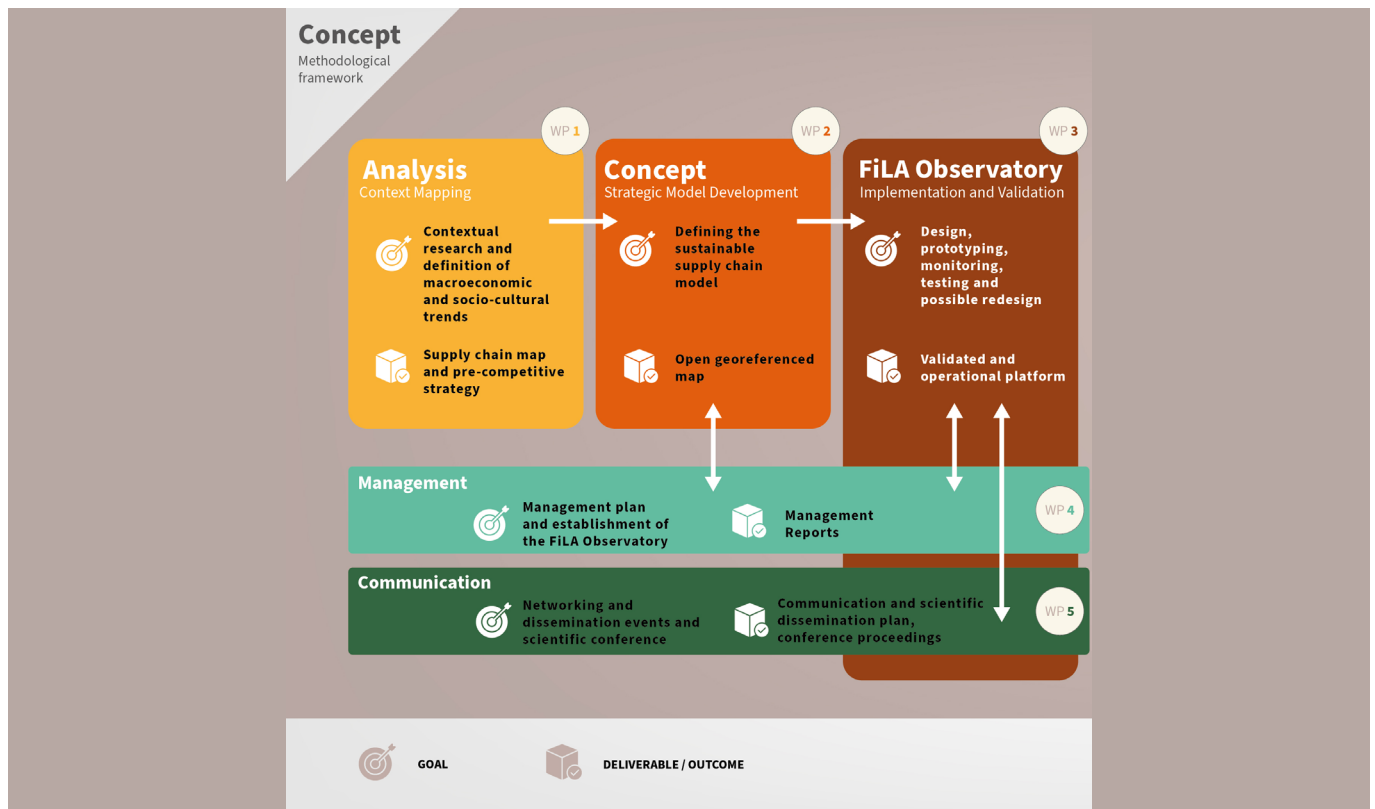 Concept
Methodological
framework
WP 1
Analysis
Context Mapping
Contextual
research and
definition of
macroeconomic
and socio-cultural
trends
Supply chain map
and pre-competitive
strategy
WP 2
Concept
Strategic Model Development
Defining the
sustainable
supply chain
model
Open georeferenced
map
WP 3
FiLA Observatory
Implementation and Validation
Design,
prototyping,
monitoring,
testing and
possible redesign
Validated and
operational platform
Management
Management plan
and establishment of
the FiLA Observatory
Management
Reports
WP 4
Communication
Networking and
dissemination events and
scientific conference
Communication and scientific
dissemination plan,
conference proceedings
WP 5
GOAL
DELIVERABLE / OUTCOME